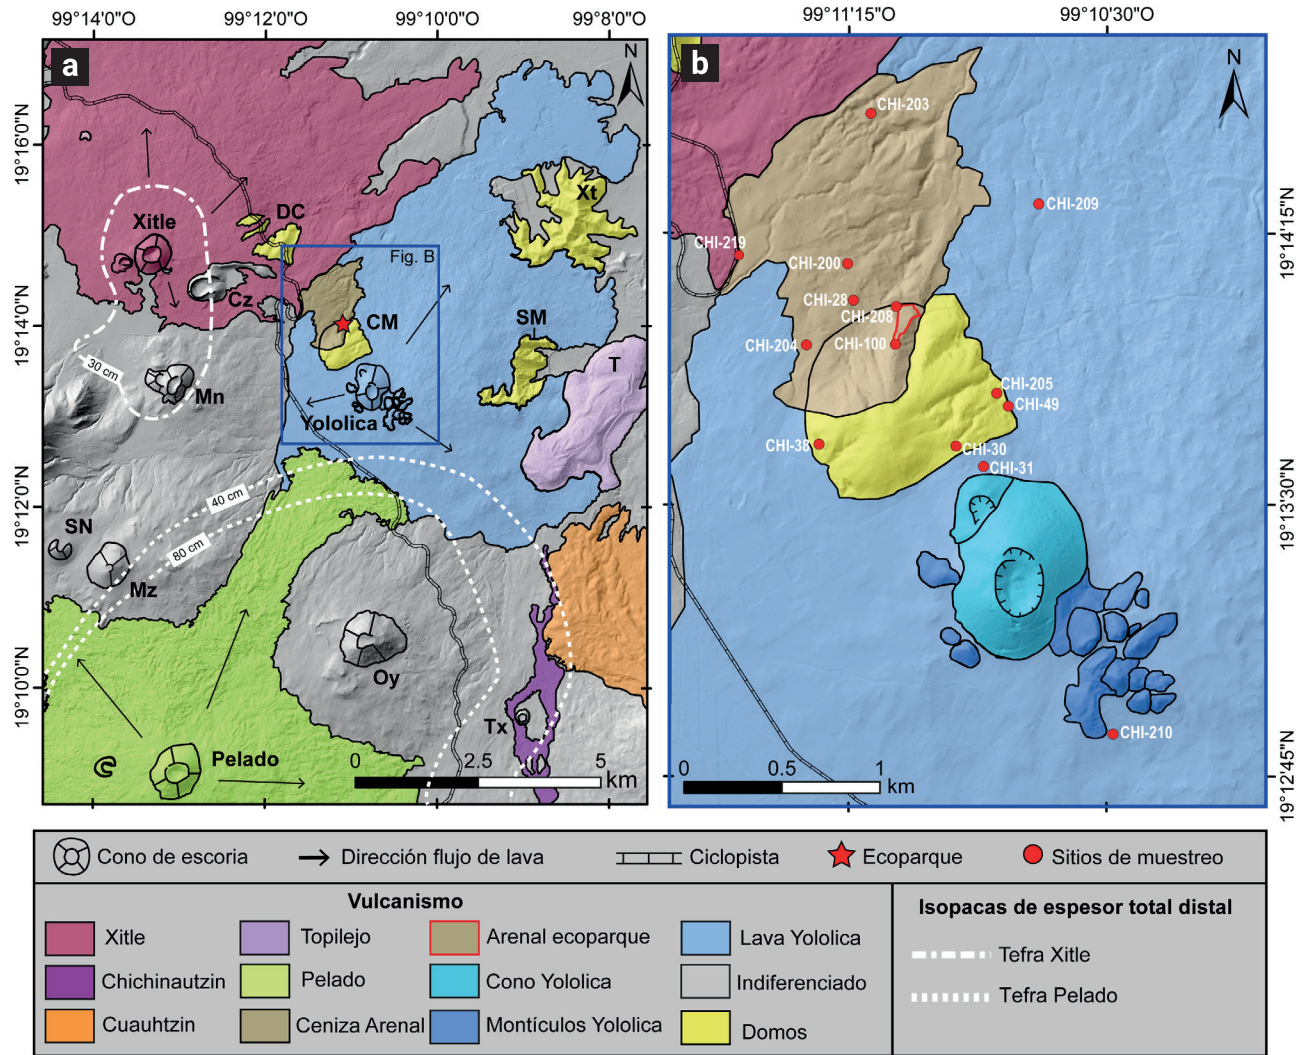 99°14'0"O 99°12'0"O 99°10'0"O 99°8'0"O
99°11'15"O 99°10'30"O
a
N
19°16'0"N
19°14'0"N
19°12'0"N
19°10'0"N
Xitle
DC
Xt
Fig. B
Cz
CM
SM
T
30 cm
Mn
Yololica
40 cm
80 cm
SN
Mz
Oy
Tx
Pelado
0 2.5 5
km
b
N
CHI-203
CHI-209
CHI-219
CHI-200
CHI-28
CHI-208
CHI-204
CHI-100
CHI-205
CHI-49
CHI-38
CHI-30
CHI-31
CHI-210
0 0.5 1
km
19°14'15"N
19°13'30"N
19°12'45"N
Cono de escoria
Dirección flujo de lava
Ciclopista
Ecoparque
Sitios de muestreo
Vulcanismo
Xitle
Topilejo
Arenal ecoparque
Lava Yololica
Chichinautzin
Pelado
Cono Yololica
Indiferenciado
Cuauhtzin
Ceniza Arenal
Montículos Yololica
Domos
Isopacas de espesor total distal
Tefra Xitle
Tefra Pelado